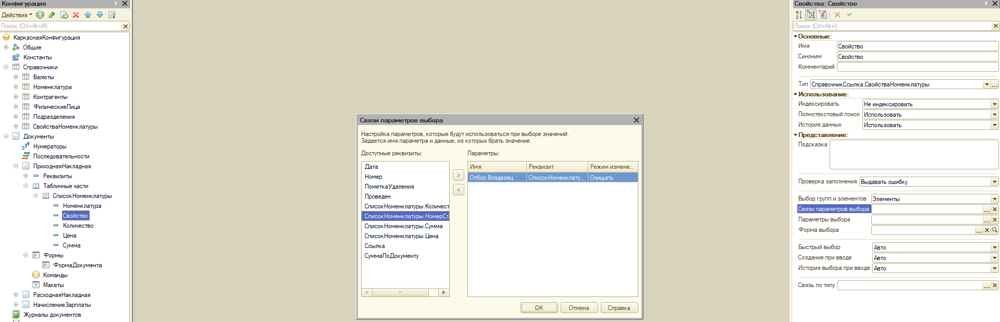 Конфигурация
Действия
Поиск (Ctrl+Alt+M)
КаркаснаяКонфигурация
Общие
Константы
Справочники
Валюты
Номенклатура
Контрагенты
ФизическиеЛица
Подразделения
СвойстваНоменклатуры
Документы
Нумераторы
Последовательности
ПриходнаяНакладная
Реквизиты
Табличные части
СписокНоменклатуры
Номенклатура
Свойство
Количество
Цена
Сумма
Формы
ФормаДокумента
Команды
Макеты
РасходнаяНакладная
НачислениеЗарплаты
Журналы документов
Связи параметров выбора
Настройка параметров, которые будут использоваться при выборе значений.
Задается имя параметра и данные, из которых брать значение.
Доступные реквизиты:
Дата
Номер
ПометкаУдаления
Проведен
СписокНоменклатуры.Количест
СписокНоменклатуры.НомерСт
СписокНоменклатуры.Сумма
СписокНоменклатуры.Цена
Ссылка
СуммаПоДокументу
>
<
Параметры:
Имя Реквизит Режим измене...
Отбор.Владелец СписокНоменклату... Очищать
OK Отмена Справка
Свойства: Свойство
Поиск (Ctrl+Alt+I)
Основные:
Имя Свойство
Синоним Свойство
Комментарий
Тип СправочникСсылка.СвойстваНоменклатуры
Использование:
Индексировать Не индексировать
Полнотекстовый поиск Использовать
История данных Использовать
Представление:
Подсказка
Проверка заполнения Выдавать ошибку
Выбор групп и элементов Элементы
Связи параметров выбора
Параметры выбора
Форма выбора
Быстрый выбор Авто
Создание при вводе Авто
История выбора при вводе Авто
Связь по типу